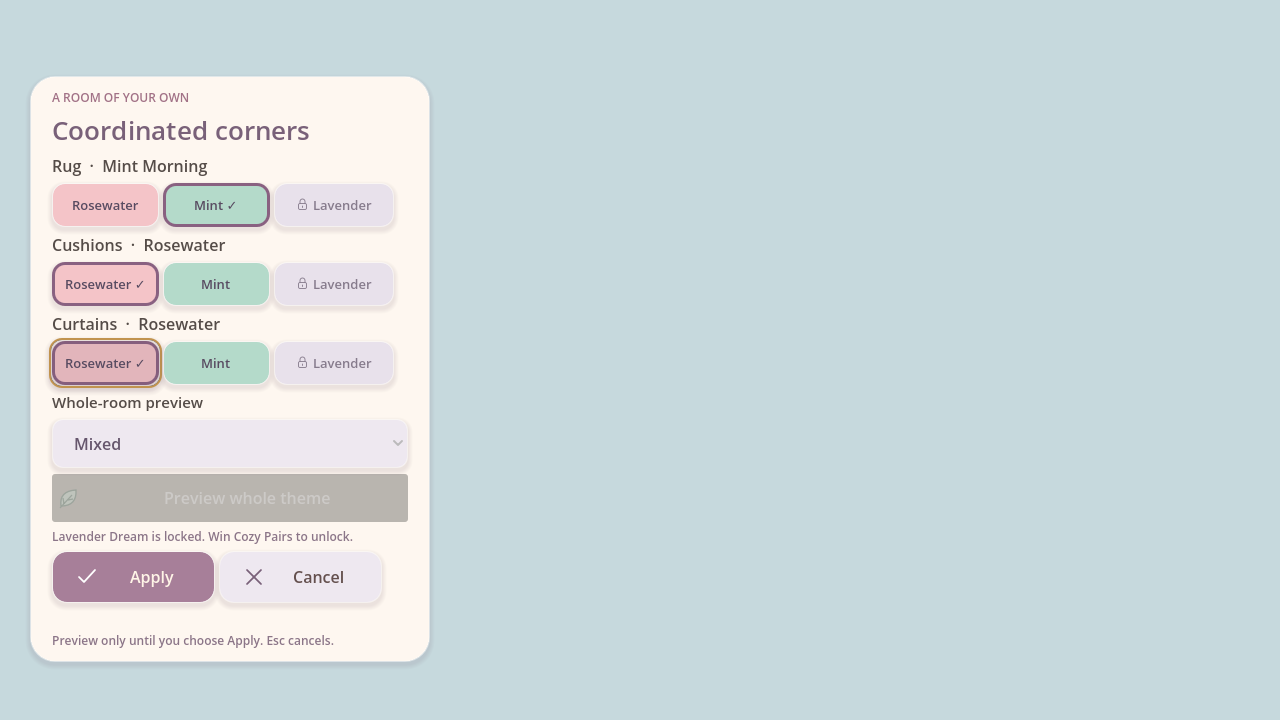 A ROOM OF YOUR OWN
Coordinated corners
Rug · Mint Morning
Rosewater Mint ✓ Lavender
Cushions · Rosewater
Rosewater ✓ Mint Lavender
Curtains · Rosewater
Rosewater ✓ Mint Lavender
Whole-room preview
Mixed
Preview whole theme
Lavender Dream is locked. Win Cozy Pairs to unlock.
Apply Cancel
Preview only until you choose Apply. Esc cancels.